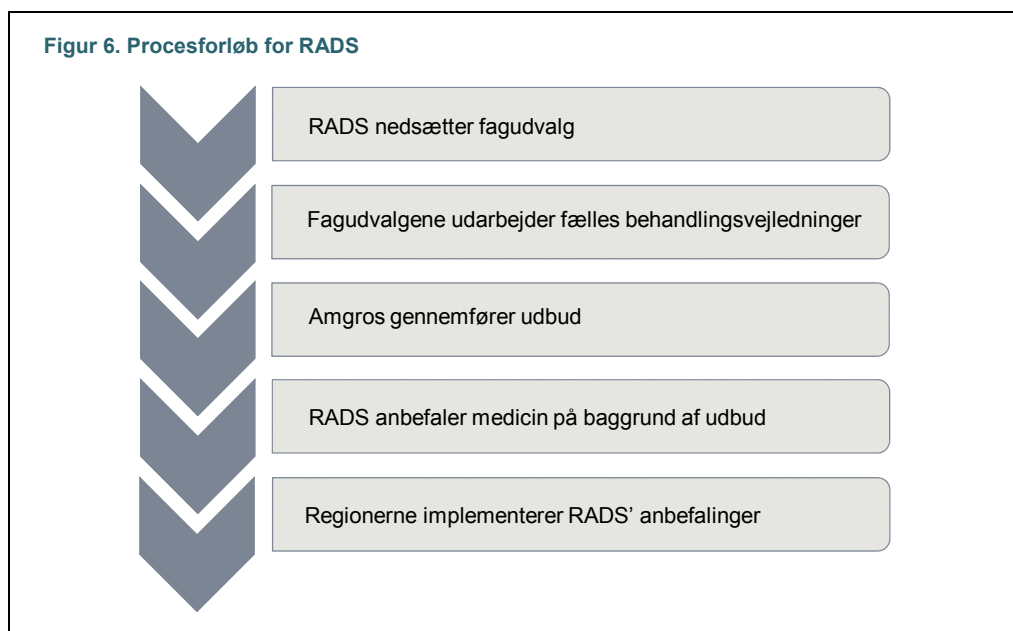 Figur 6. Procesforløb for RADS
RADS nedsætter fagudvalg
Fagudvalgene udarbejder fælles behandlingsvejledninger
Amgros gennemfører udbud
RADS anbefaler medicin på baggrund af udbud
Regionerne implementerer RADS’ anbefalinger